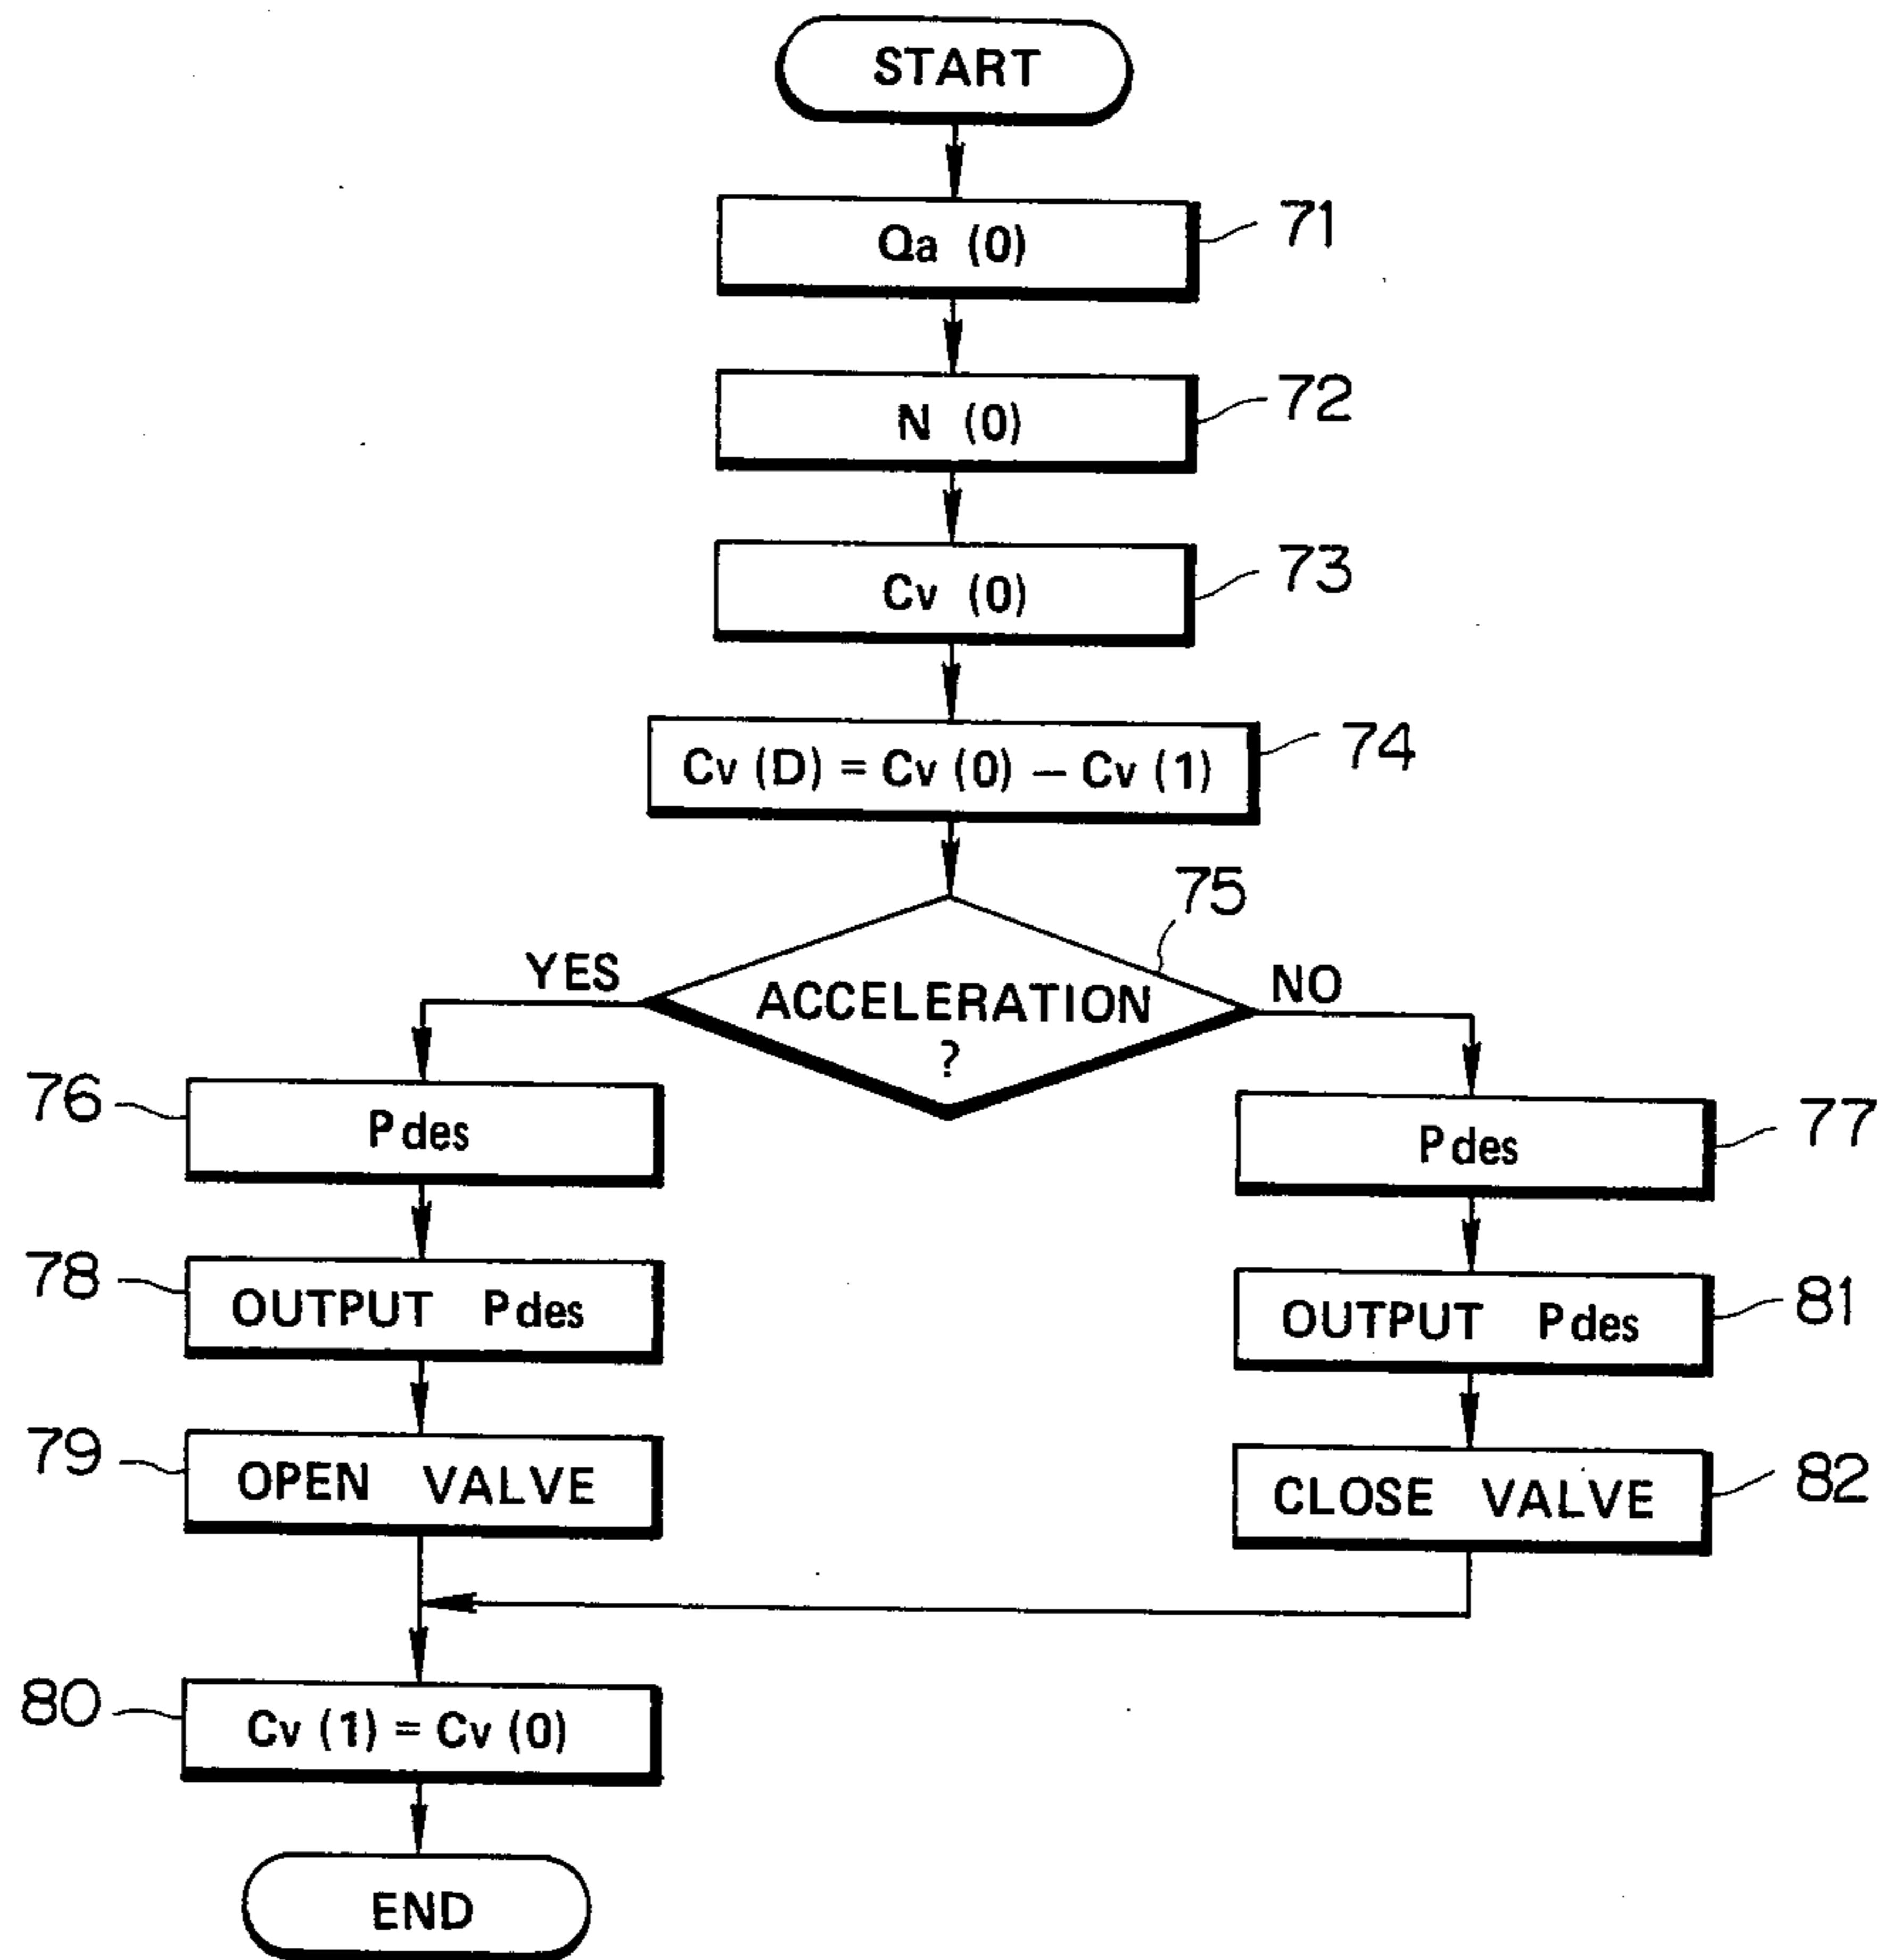 START
Qa (0)
71
N (0)
72
Cv (0)
73
Cv (D) = Cv (0) — Cv (1)
74
75
YES
ACCELERATION
?
NO
76
Pdes
Pdes
77
78
OUTPUT Pdes
OUTPUT Pdes
81
79
OPEN VALVE
CLOSE VALVE
82
80
Cv (1) = Cv (0)
END